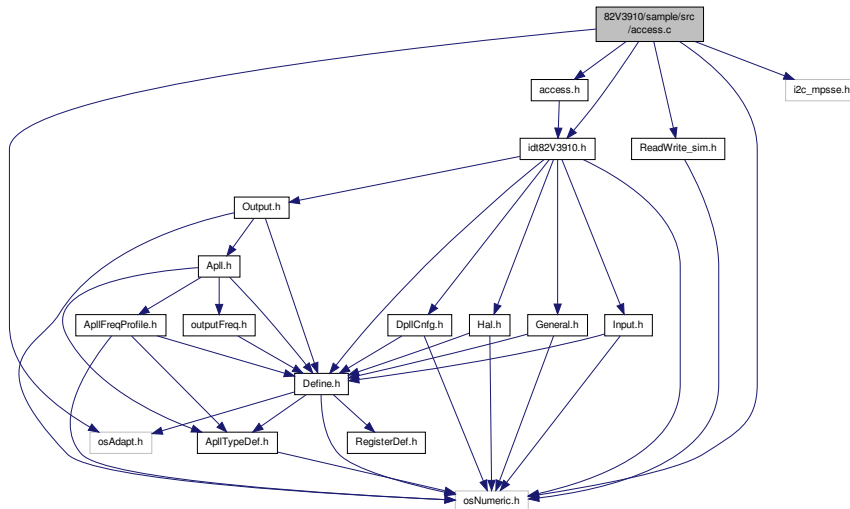 82V3910/sample/src
/access.c
access.h
i2c_mpsse.h
idt82V3910.h
ReadWrite_sim.h
Output.h
Apll.h
ApllFreqProfile.h
outputFreq.h
DpllCnfg.h
Hal.h
General.h
Input.h
Define.h
osAdapt.h
ApllTypeDef.h
RegisterDef.h
osNumeric.h